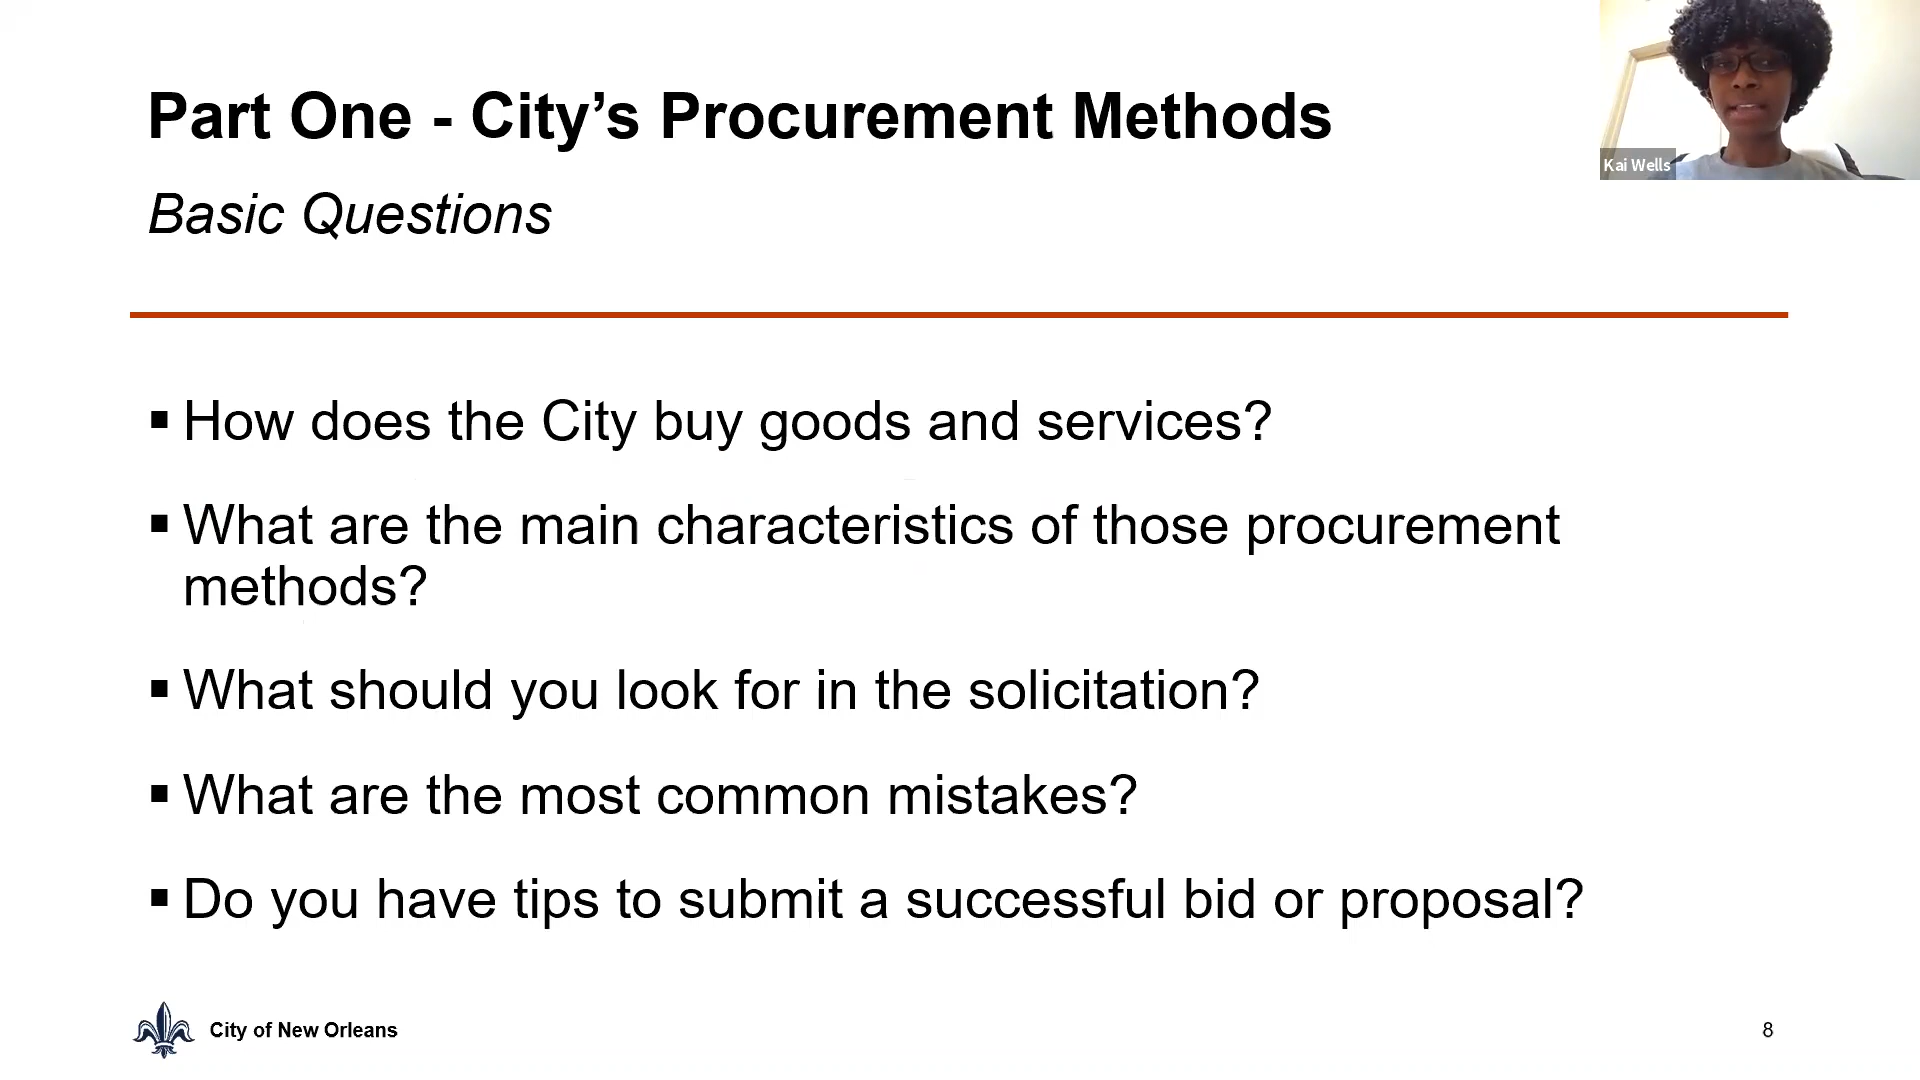 Part One - City’s Procurement Methods
Kai Wells
Basic Questions
▪ How does the City buy goods and services?
▪ What are the main characteristics of those procurement
methods?
▪ What should you look for in the solicitation?
▪ What are the most common mistakes?
▪ Do you have tips to submit a successful bid or proposal?
City of New Orleans
8